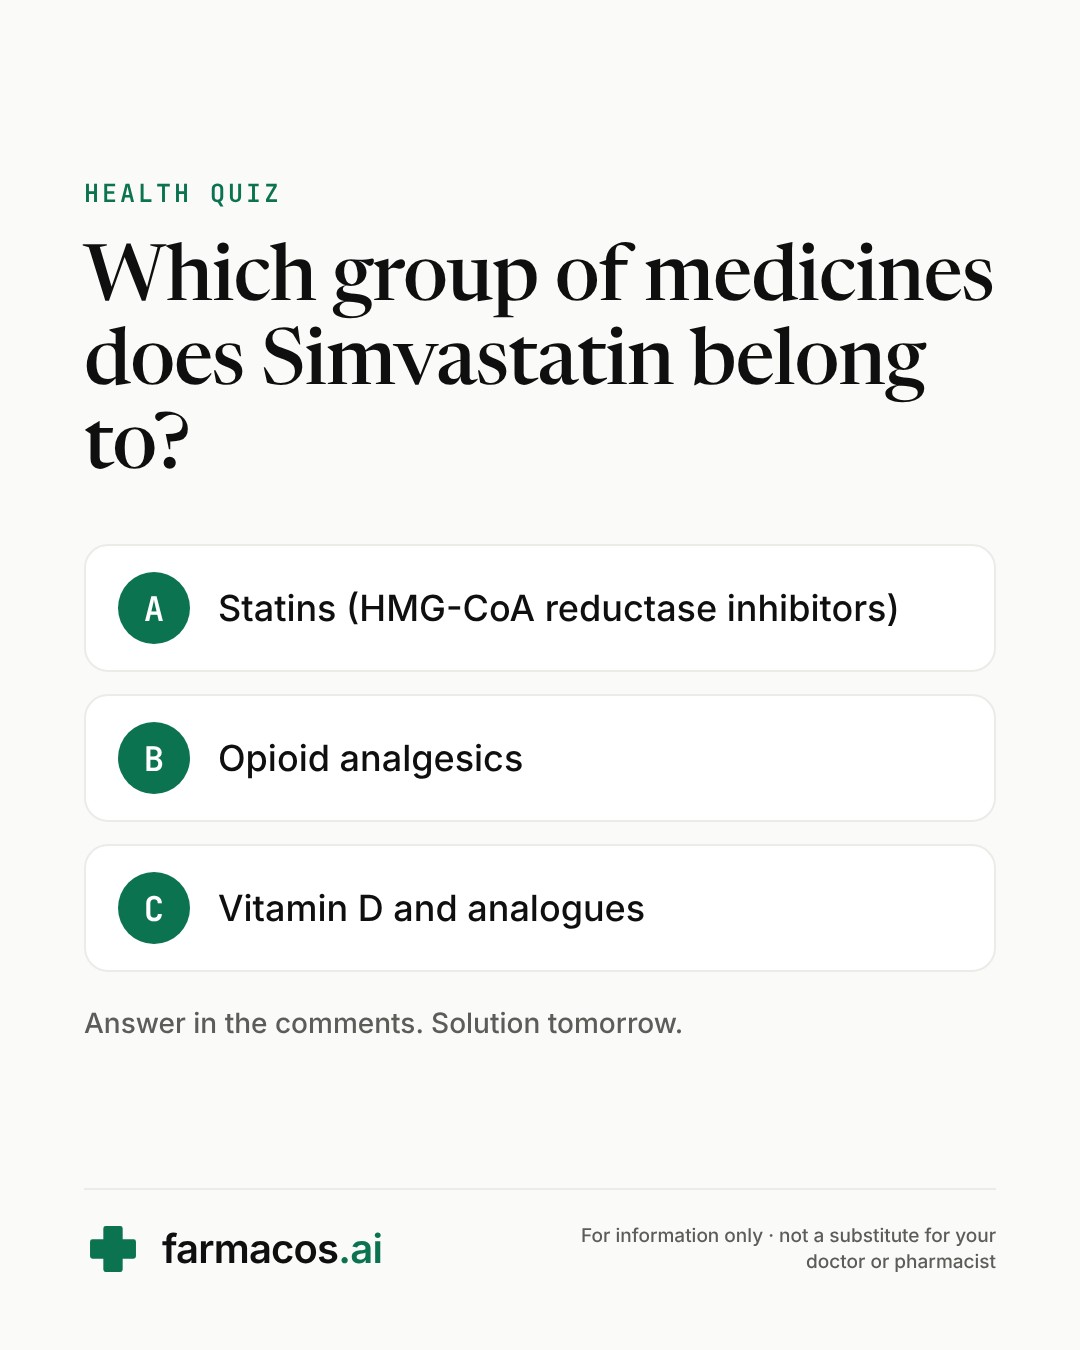 HEALTH QUIZ
Which group of medicines
does Simvastatin belong
to?
A Statins (HMG-CoA reductase inhibitors)
B Opioid analgesics
C Vitamin D and analogues
Answer in the comments. Solution tomorrow.
farmacos.ai
For information only · not a substitute for your
doctor or pharmacist